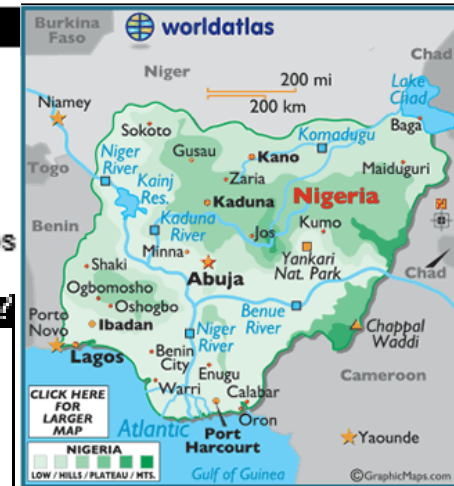 Burkina
Faso
worldatlas
Chad
Niger
200 mi
200 km
Lake
Chad
Niamey
Sokoto
Komadugu
Baga
Niger
River
Gusau
Kano
Togo
Zaria
Maiduguri
Kainj
Res.
Kaduna
Nigeria
N
Benin
Kaduna
River
Jos
Kumo
Minna
Yankari
Nat. Park
Shaki
Abuja
Chad
Ogbomosho
Oshogbo
Benue
River
Porto
Novo
Ibadan
Niger
River
Chappal
Waddi
Lagos
Benin
City
Enugu
Cameroon
CLICK HERE
FOR
LARGER
MAP
Warri
Calabar
Atlantic
Oron
Port
Harcourt
Yaounde
NIGERIA
LOW / HILLS / PLATEAU / MTS.
Gulf of Guinea
©GraphicMaps.com